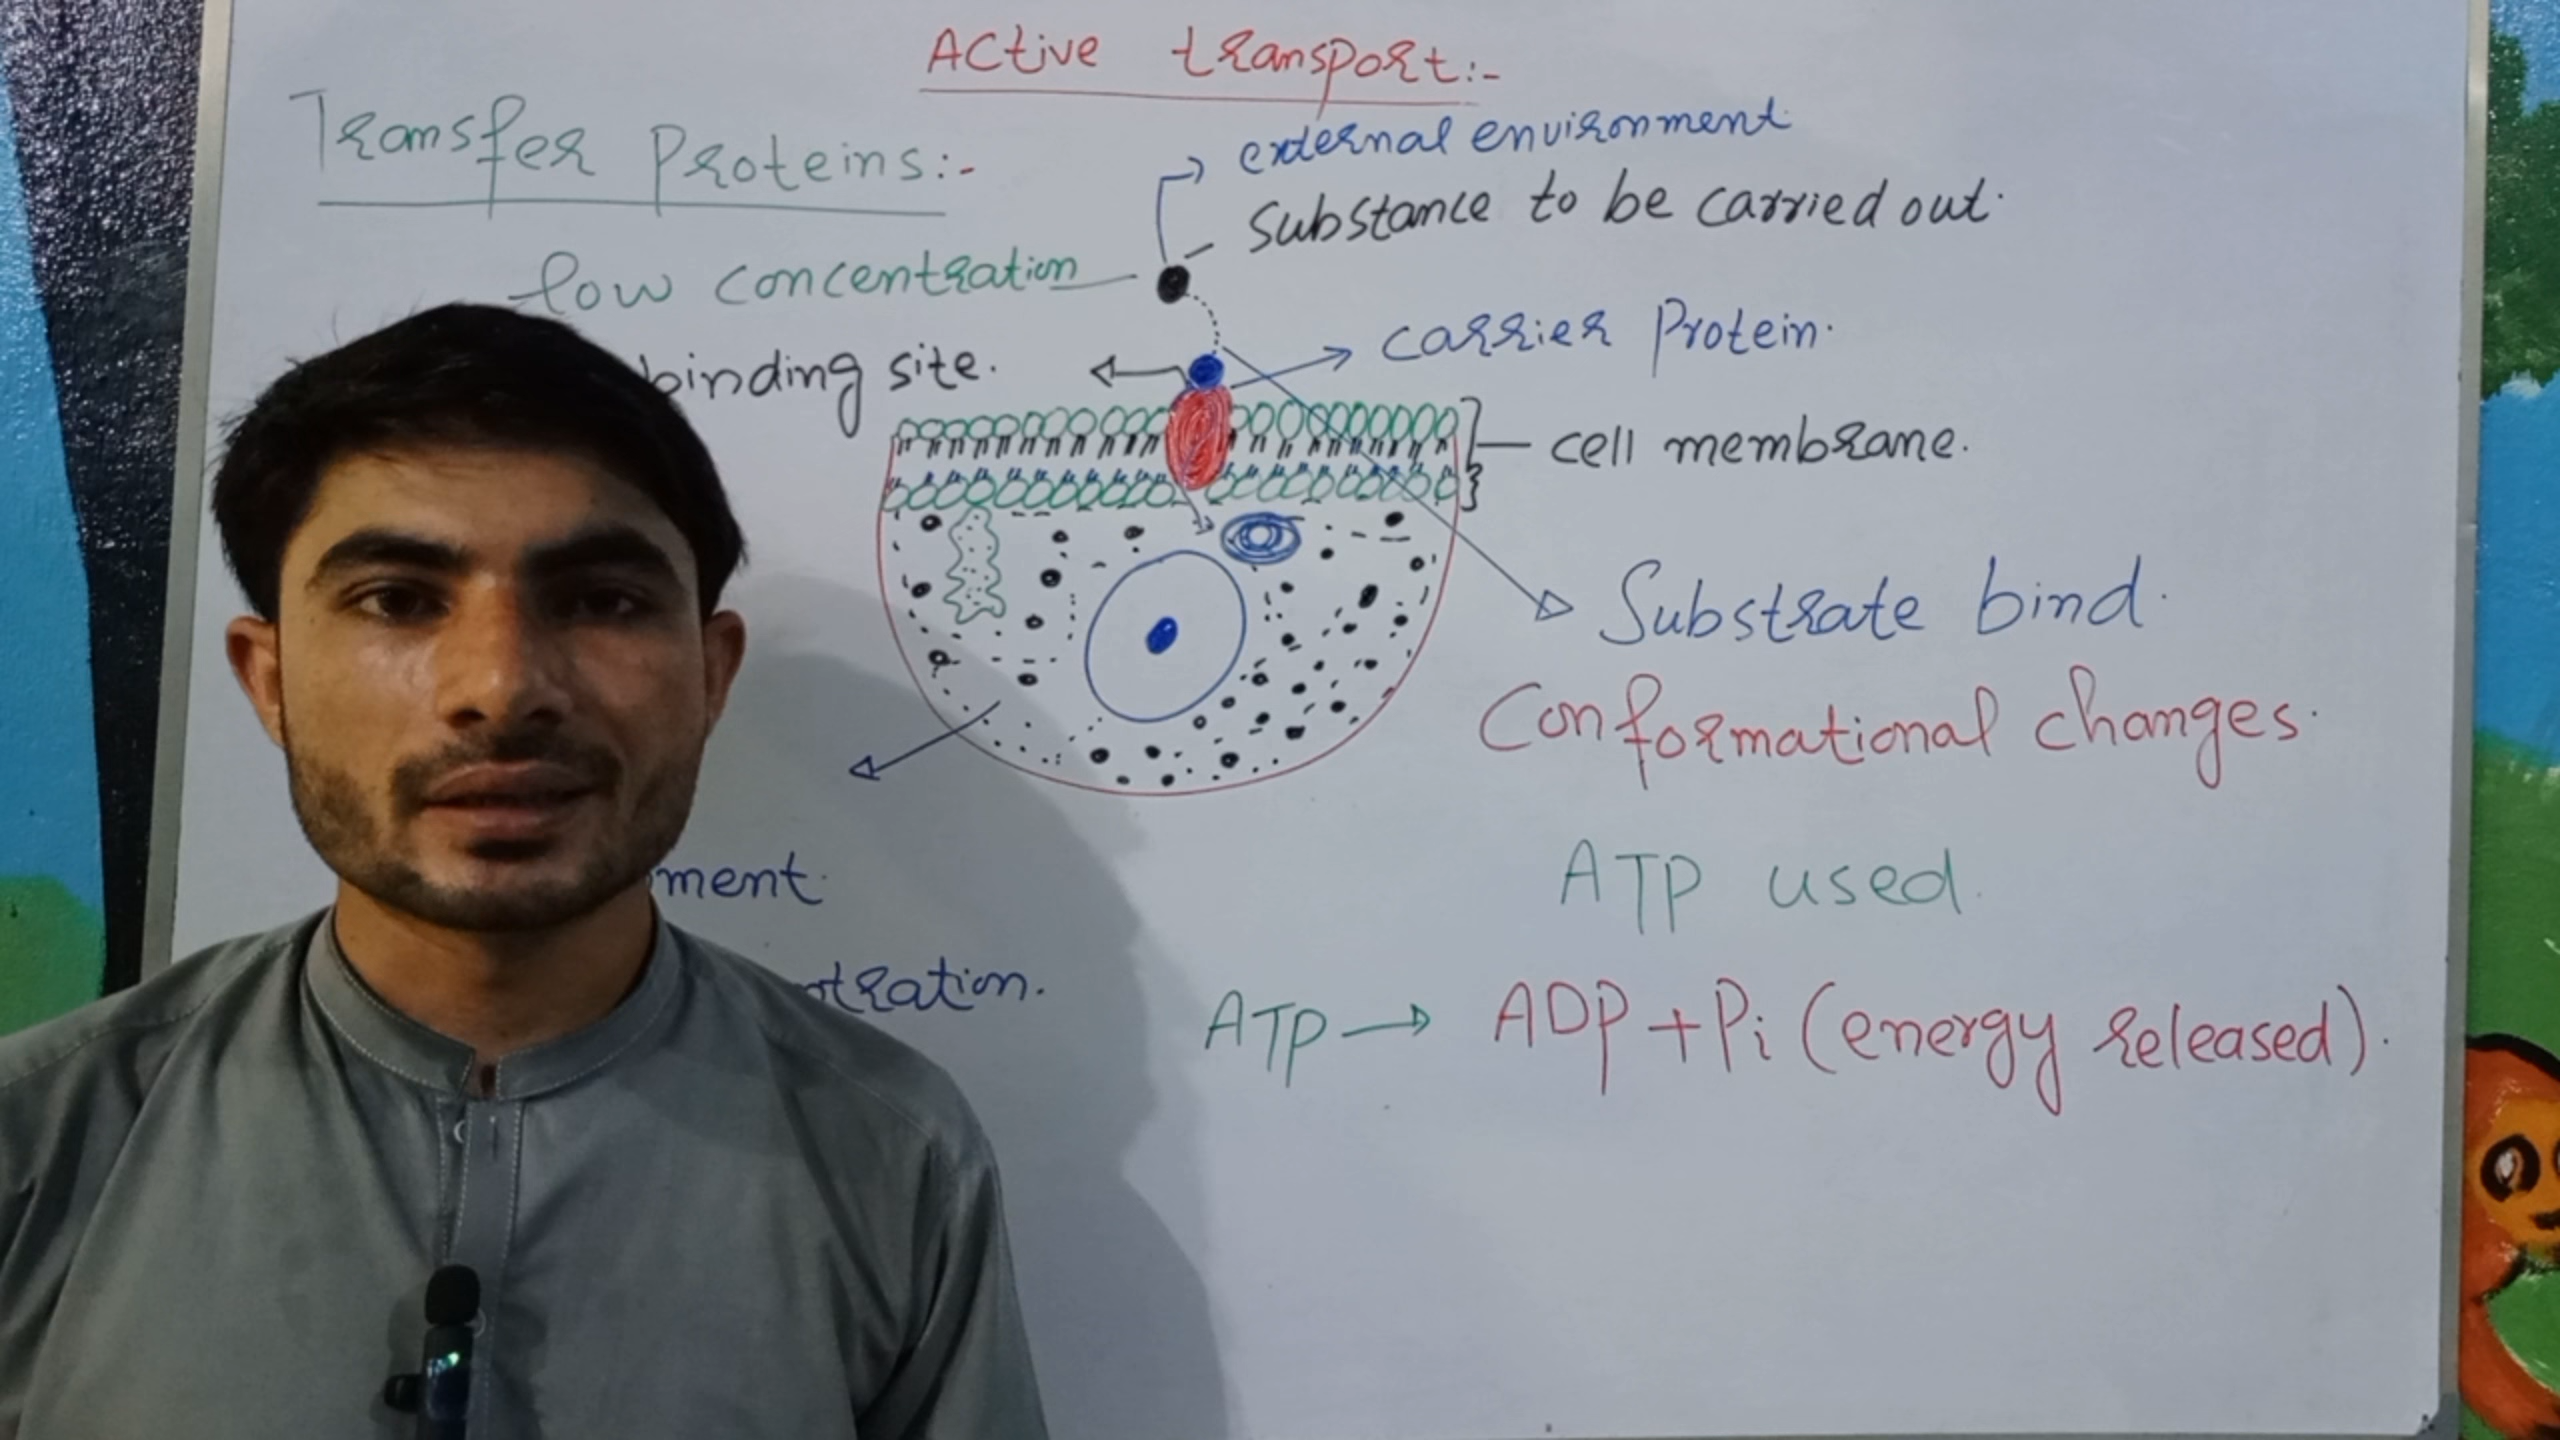 Active transport:-
Transfer Proteins:-
external environment
substance to be carried out.
low concentration
binding site.
carrier Protein.
cell membrane.
Substrate bind.
Conformational changes.
ATP used.
ATP → ADP + Pi (energy released).